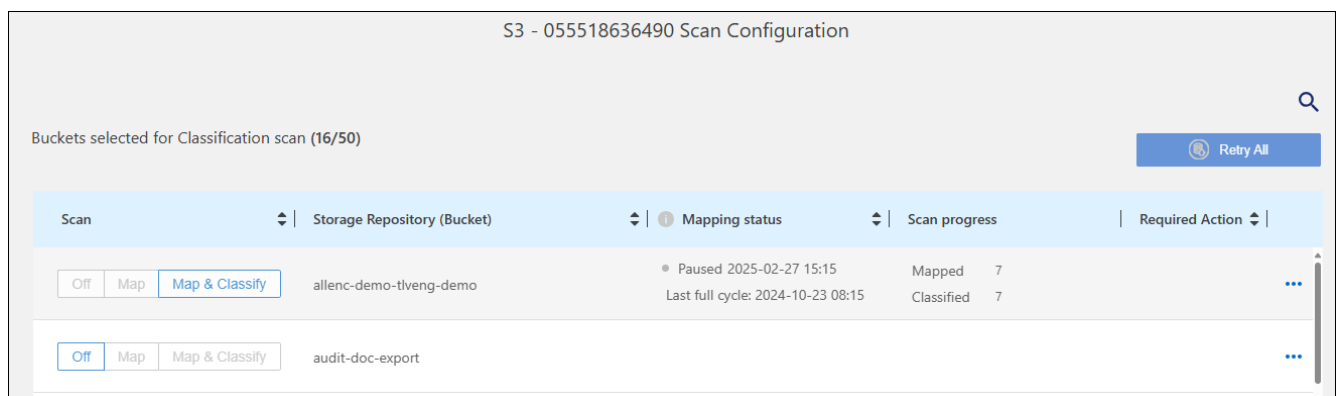 S3 - 055518636490 Scan Configuration
Buckets selected for Classification scan (16/50)
Retry All
Scan Storage Repository (Bucket) Mapping status Scan progress Required Action
Off Map Map & Classify allenc-demo-tlveng-demo
Paused 2025-02-27 15:15 Mapped 7
Last full cycle: 2024-10-23 08:15 Classified 7
Off Map Map & Classify audit-doc-export